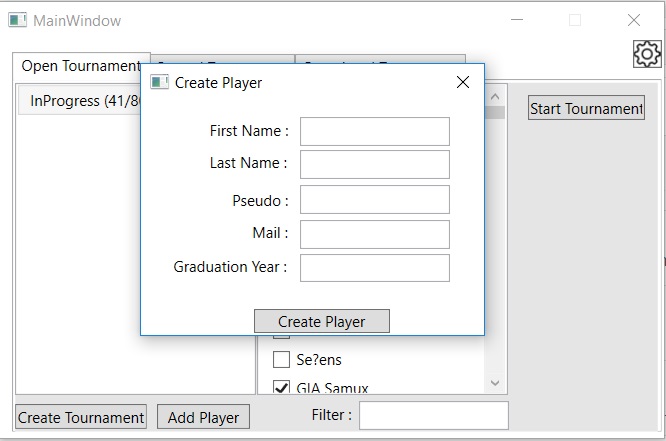 MainWindow
Open Tournament
InProgress (41/8
Start Tournament
Create Player
First Name :
Last Name :
Pseudo :
Mail :
Graduation Year :
Create Player
Se?ens
GIA Samux
Create Tournament
Add Player
Filter :